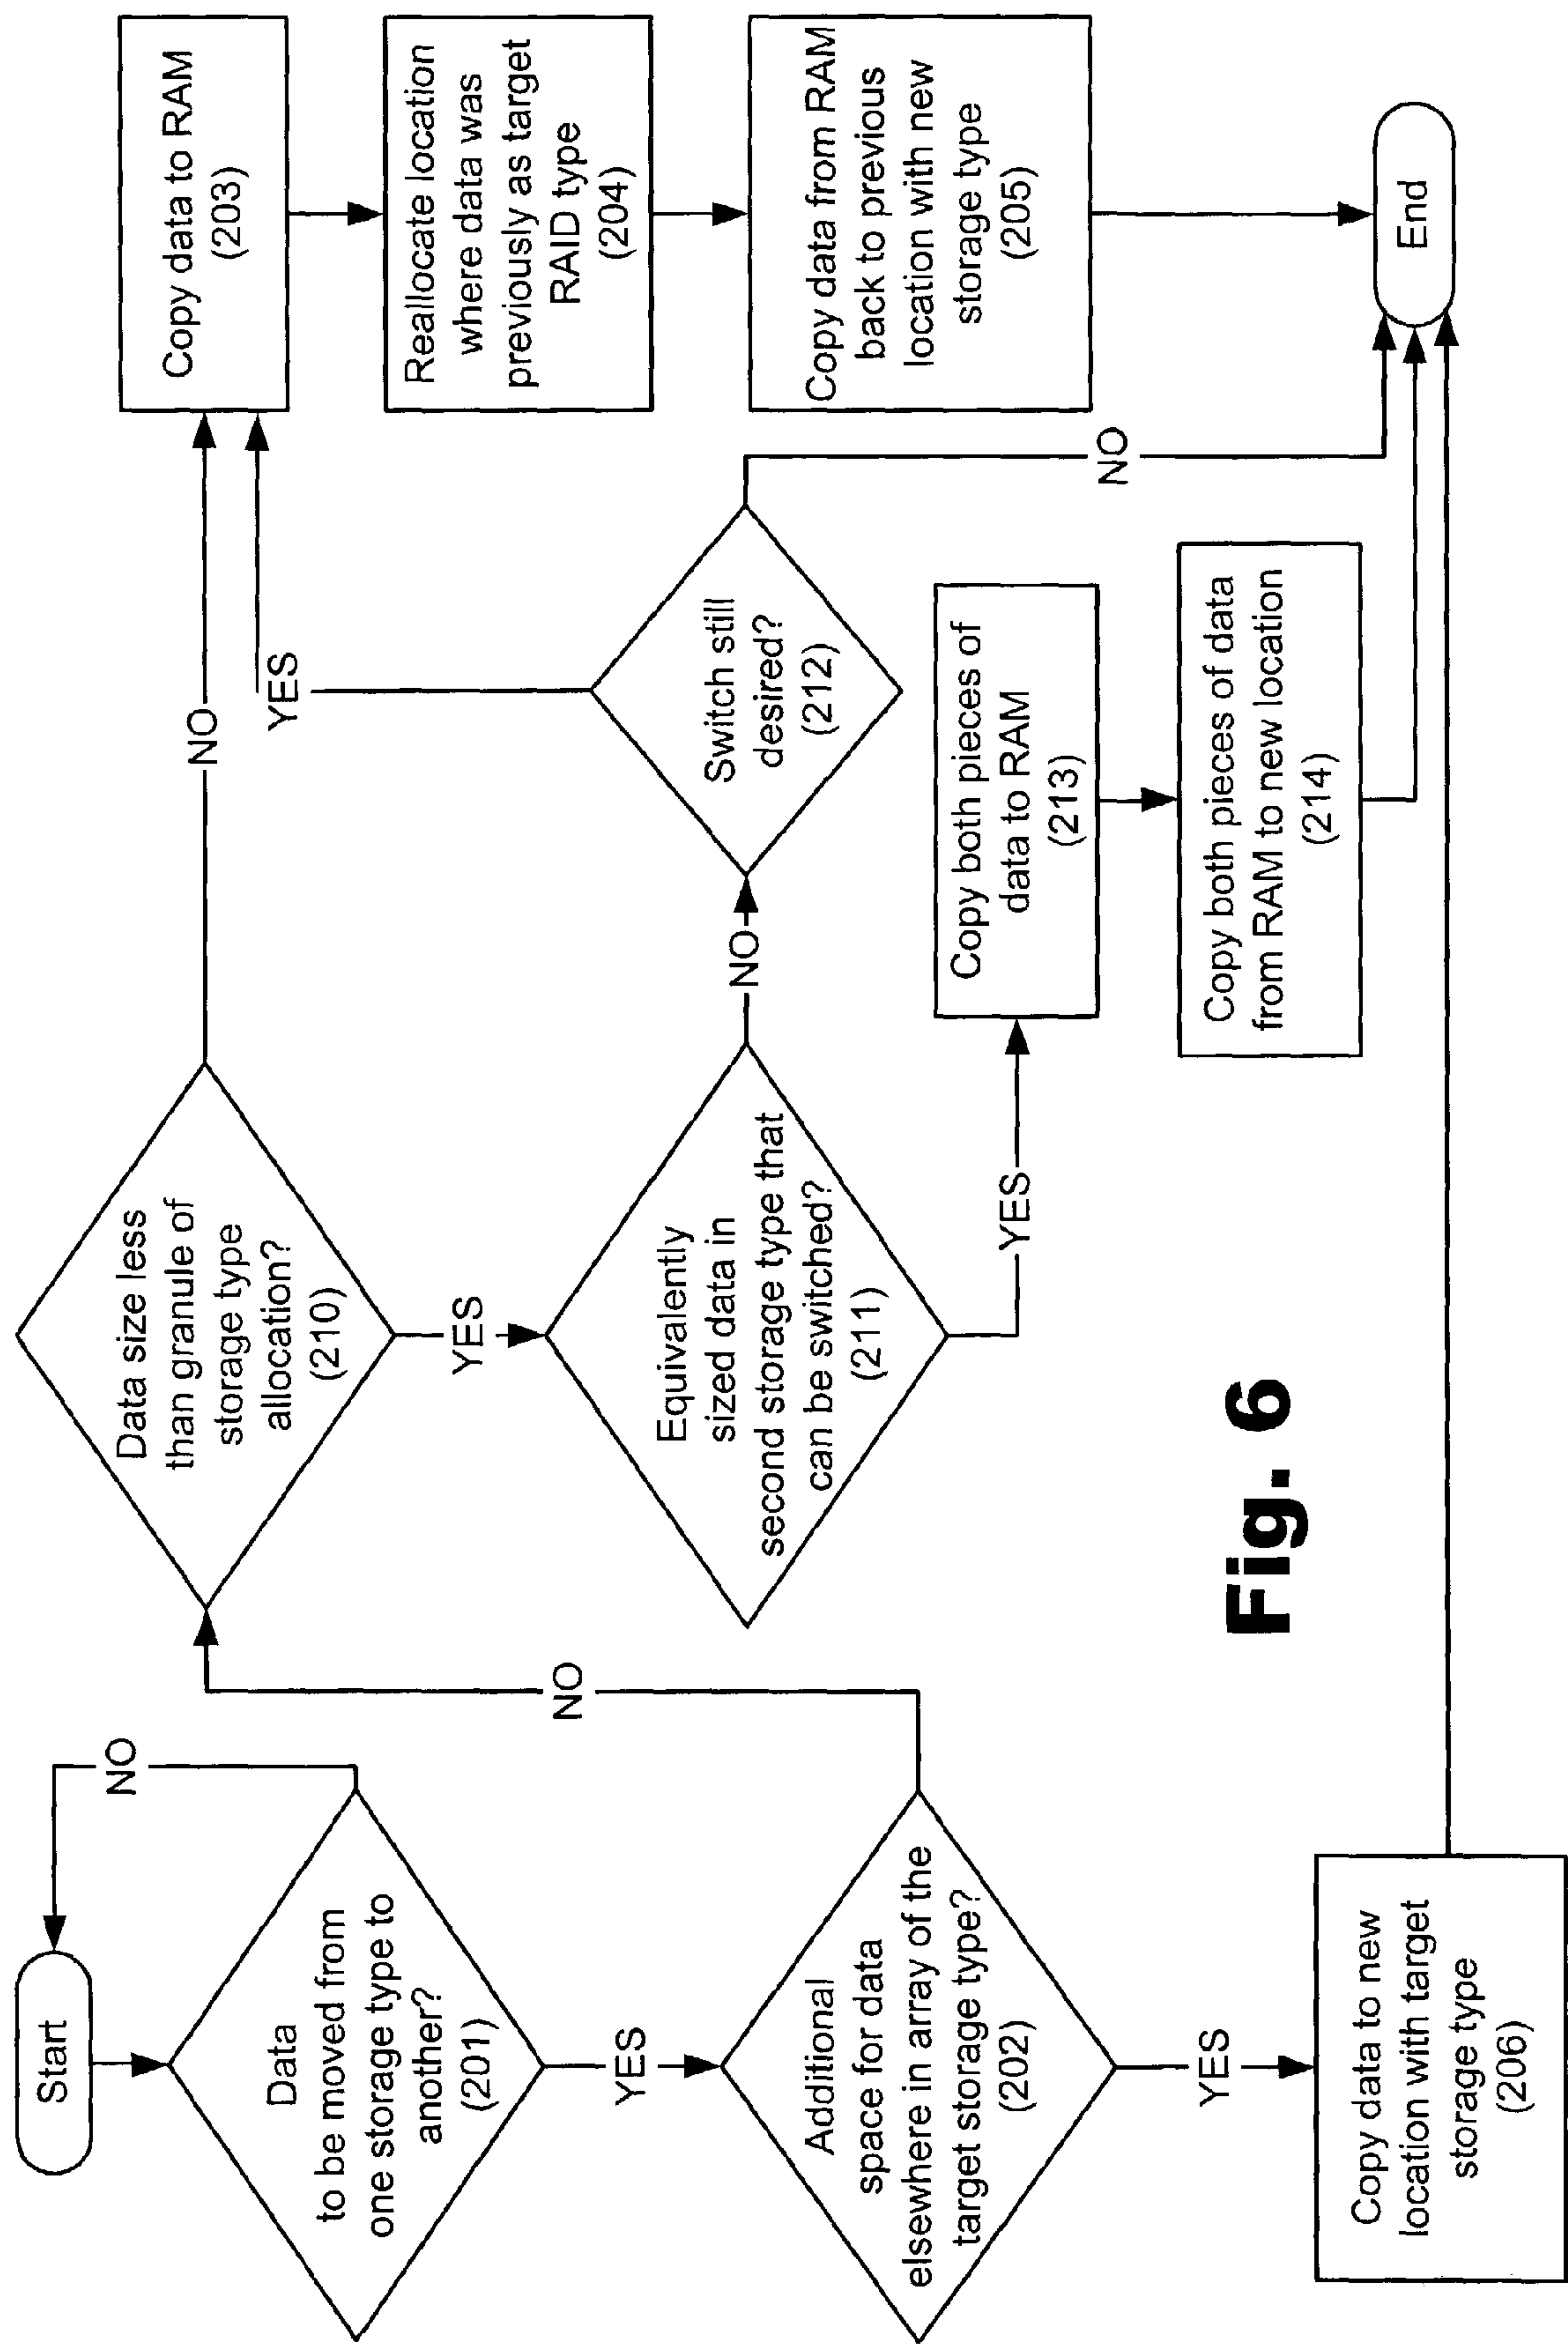 Start
NO
Data
to be moved from
one storage type to
another?
(201)
YES
Additional
space for data
elsewhere in array of the
target storage type?
(202)
NO
YES
Copy data to new
location with target
storage type
(206)
Data size less
than granule of
storage type
allocation?
(210)
NO
YES
Equivalently
sized data in
second storage type that
can be switched?
(211)
NO
YES
Switch still
desired?
(212)
YES
NO
Copy both pieces of
data to RAM
(213)
Copy both pieces of data
from RAM to new location
(214)
Copy data to RAM
(203)
Reallocate location
where data was
previously as target
RAID type
(204)
Copy data from RAM
back to previous
location with new
storage type
(205)
End
Fig. 6